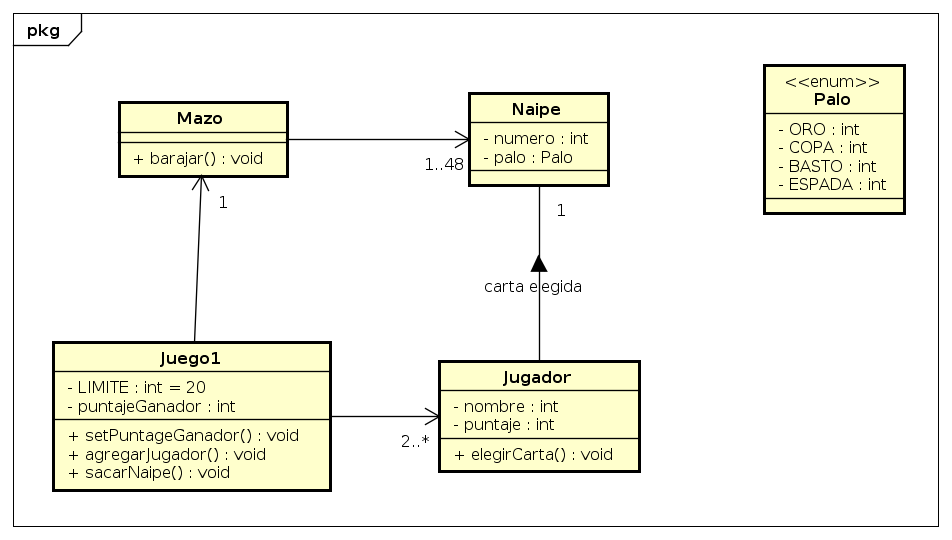 pkg
Mazo
+ barajar() : void
1..48
Naipe
- numero : int
- palo : Palo
<<enum>>
Palo
- ORO : int
- COPA : int
- BASTO : int
- ESPADA : int
1
1
carta elegida
Juego1
- LIMITE : int = 20
- puntajeGanador : int
+ setPuntageGanador() : void
+ agregarJugador() : void
+ sacarNaipe() : void
2..*
Jugador
- nombre : int
- puntaje : int
+ elegirCarta() : void